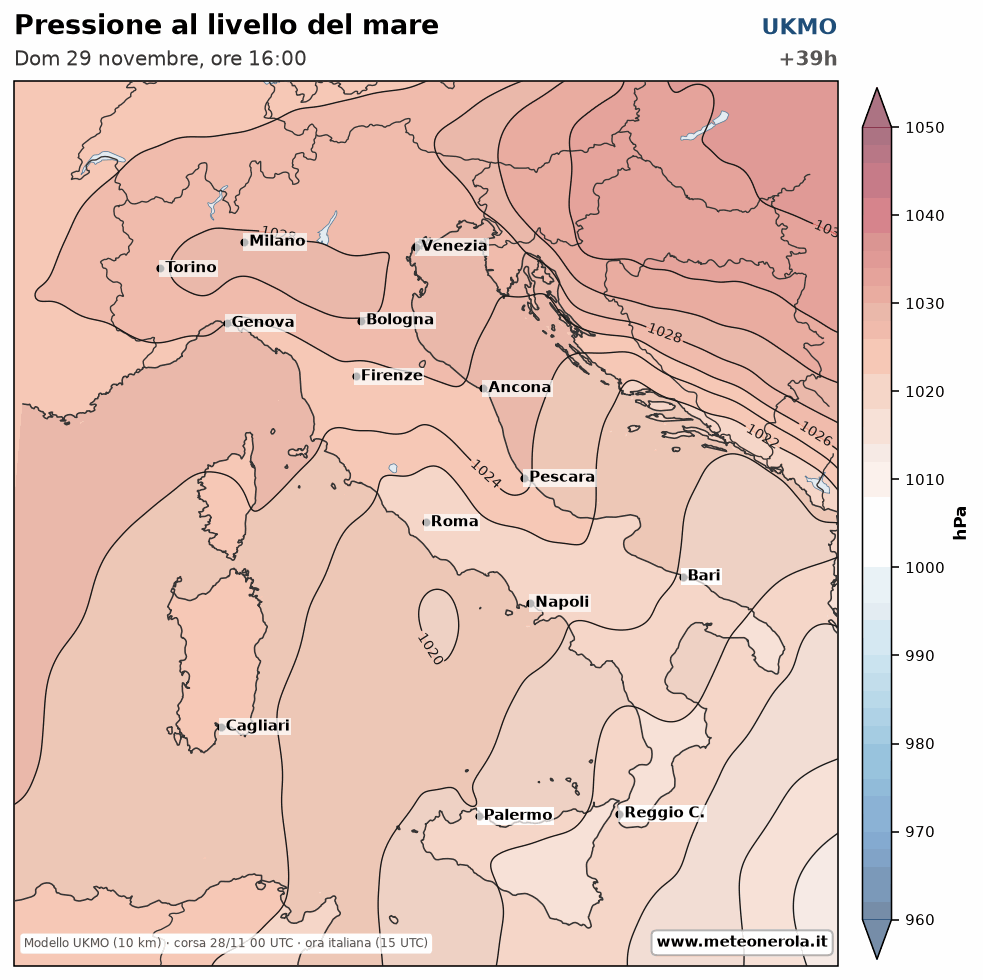 Pressione al livello del mare
UKMO
Dom 29 novembre, ore 16:00
+39h
1050
1040
1030
1020
1010
1000
990
980
970
960
hPa
Milano
Venezia
Torino
Genova
Bologna
1028
Firenze
Ancona
1022
1026
1024
Pescara
Roma
Bari
Napoli
1020
Cagliari
Palermo
Reggio C.
Modello UKMO (10 km) · corsa 28/11 00 UTC · ora italiana (15 UTC)
www.meteonerola.it